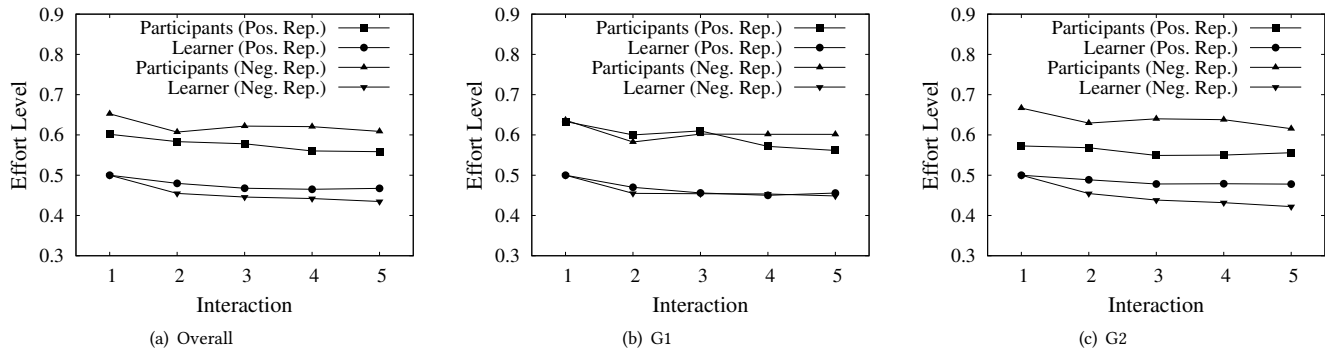 Participants (Pos. Rep.)
Learner (Pos. Rep.)
Participants (Neg. Rep.)
Learner (Neg. Rep.)
0.9
0.8
0.7
0.6
0.5
0.4
0.3
Effort Level
1 2 3 4 5
Interaction
(a) Overall
Participants (Pos. Rep.)
Learner (Pos. Rep.)
Participants (Neg. Rep.)
Learner (Neg. Rep.)
0.9
0.8
0.7
0.6
0.5
0.4
0.3
Effort Level
1 2 3 4 5
Interaction
(b) G1
Participants (Pos. Rep.)
Learner (Pos. Rep.)
Participants (Neg. Rep.)
Learner (Neg. Rep.)
0.9
0.8
0.7
0.6
0.5
0.4
0.3
Effort Level
1 2 3 4 5
Interaction
(c) G2